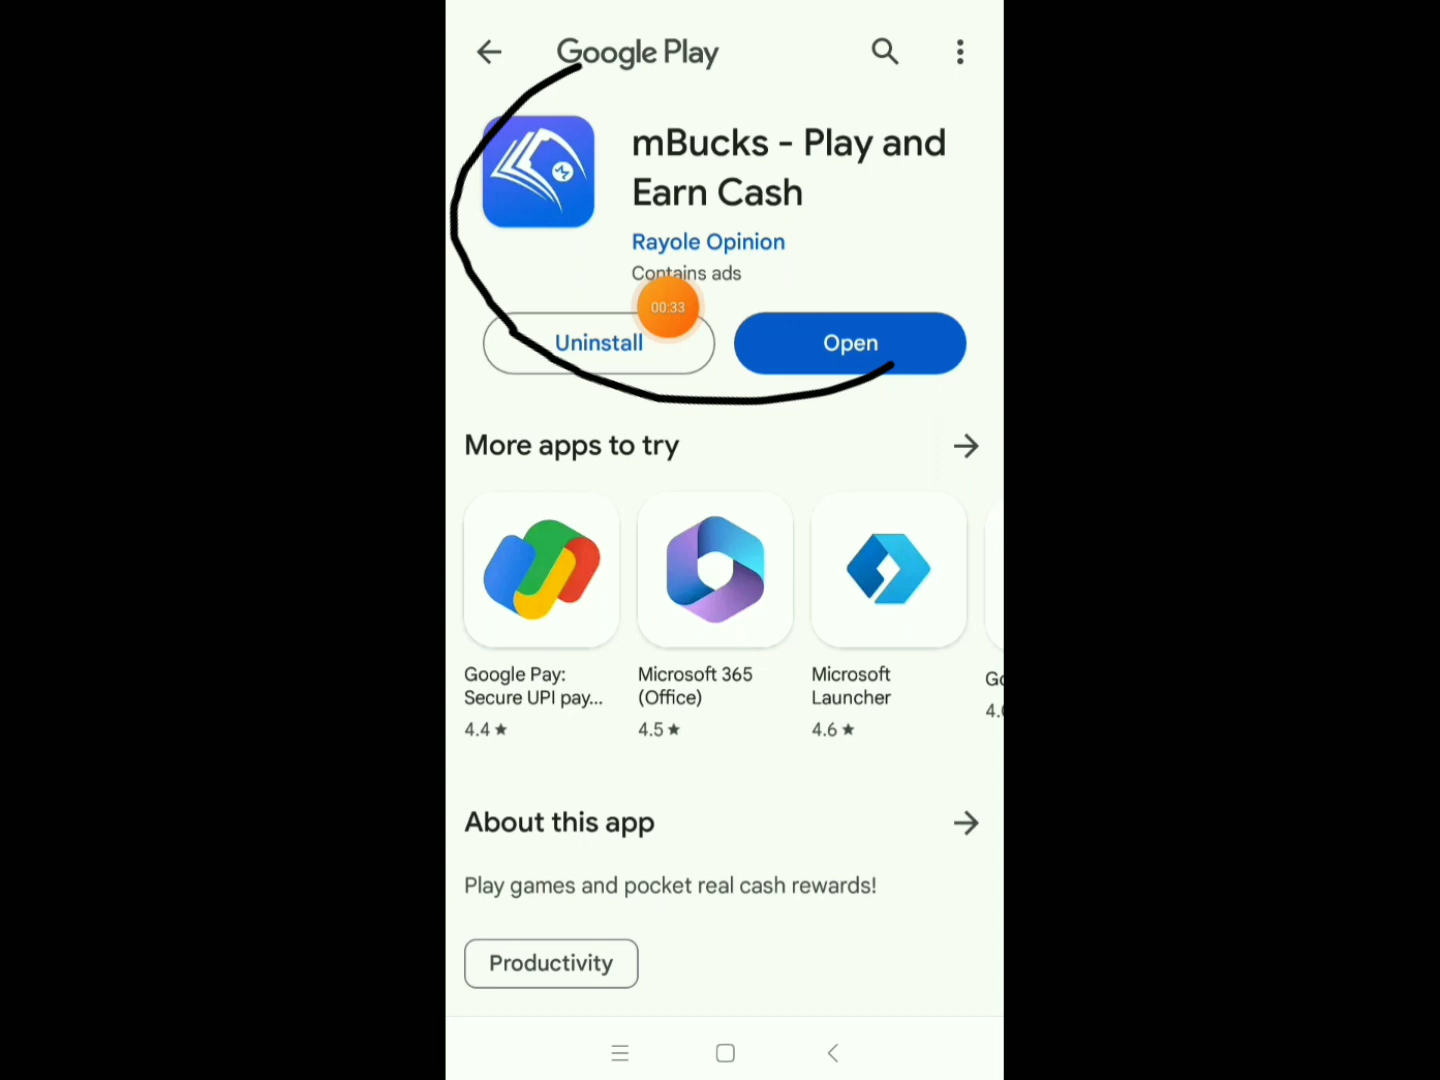 Google Play
mBucks - Play and
Earn Cash
Rayole Opinion
Contains ads
00:33
Uninstall
Open
More apps to try
Google Pay:
Secure UPI pay...
4.4★
Microsoft 365
(Office)
4.5★
Microsoft
Launcher
4.6★
About this app
Play games and pocket real cash rewards!
Productivity